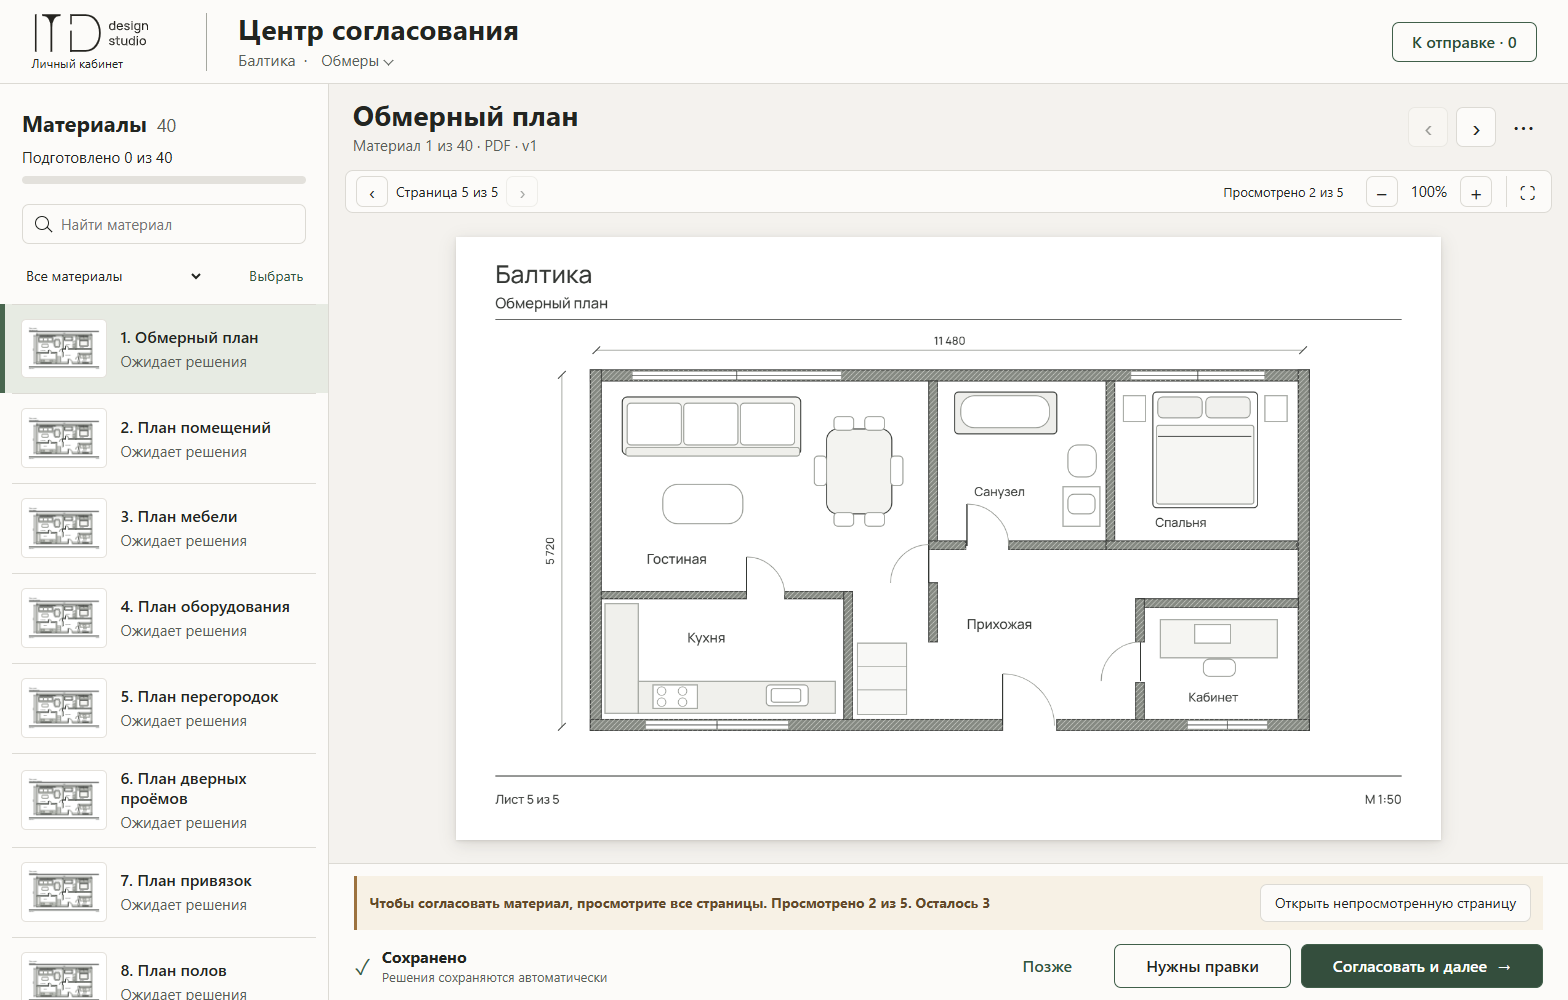 ITD design
studio
Личный кабинет
Центр согласования
Балтика · Обмеры
К отправке · 0
Материалы 40
Подготовлено 0 из 40
Найти материал
Все материалы
Выбрать
1. Обмерный план
Ожидает решения
2. План помещений
Ожидает решения
3. План мебели
Ожидает решения
4. План оборудования
Ожидает решения
5. План перегородок
Ожидает решения
6. План дверных
проёмов
Ожидает решения
7. План привязок
Ожидает решения
8. План полов
Ожидает решения
Обмерный план
Материал 1 из 40 · PDF · v1
Страница 5 из 5
Просмотрено 2 из 5
100%
Балтика
Обмерный план
11 480
5 720
Санузел
Спальня
Гостиная
Прихожая
Кухня
Кабинет
Лист 5 из 5
М 1:50
Чтобы согласовать материал, просмотрите все страницы. Просмотрено 2 из 5. Осталось 3
Открыть непросмотренную страницу
Сохранено
Решения сохраняются автоматически
Позже
Нужны правки
Согласовать и далее →